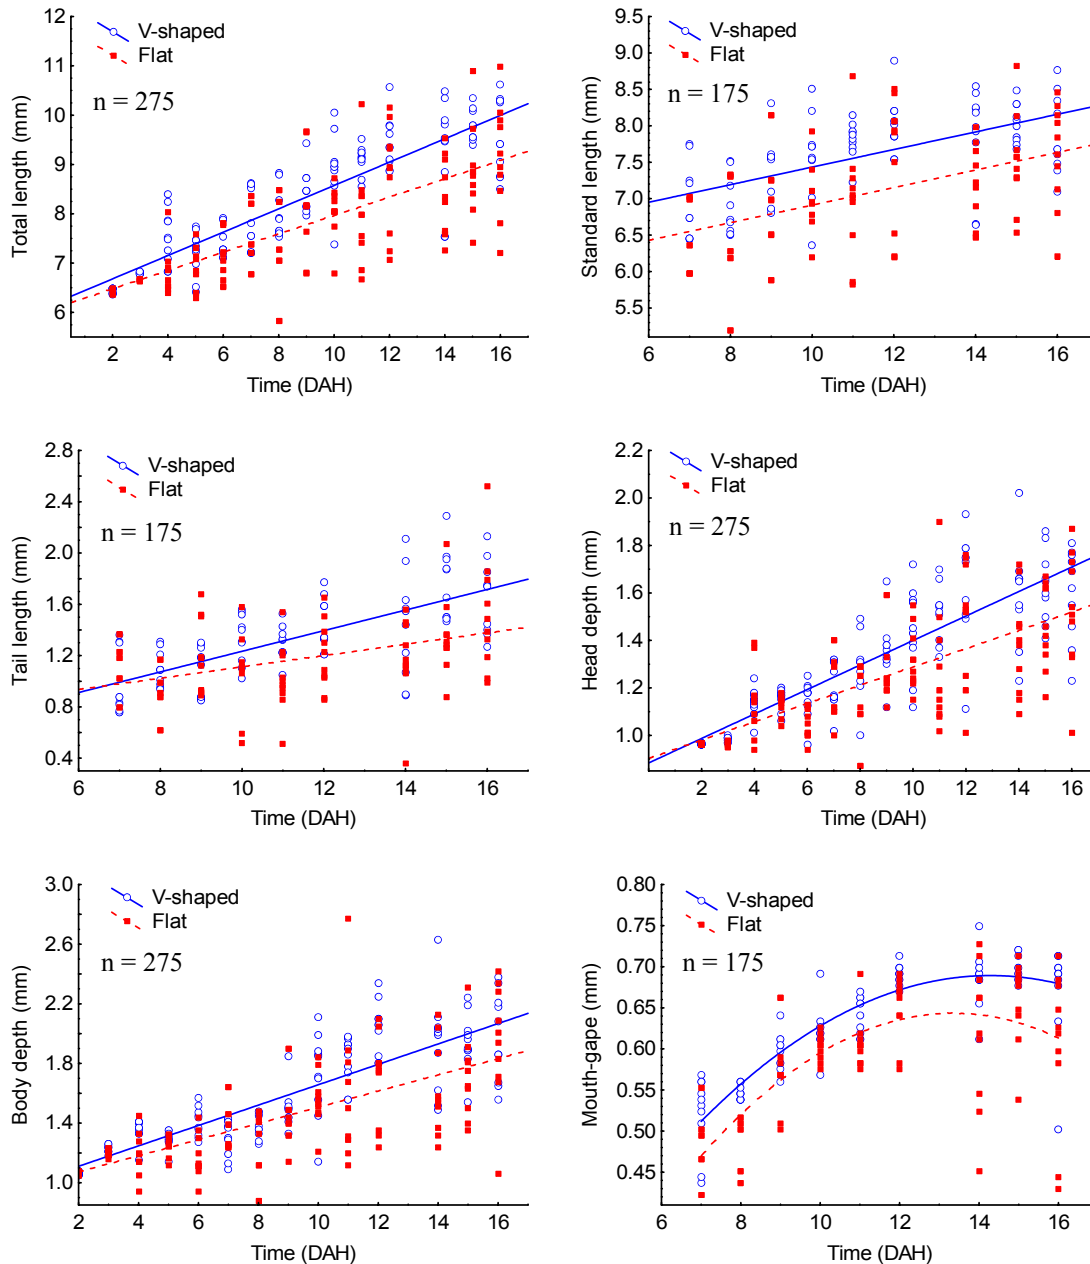 V-shaped
Flat
n = 275
Total length (mm)
12
11
10
9
8
7
6
2 4 6 8 10 12 14 16
Time (DAH)
V-shaped
Flat
n = 175
Standard length (mm)
9.5
9.0
8.5
8.0
7.5
7.0
6.5
6.0
5.5
6 8 10 12 14 16
Time (DAH)
V-shaped
Flat
n = 175
Tail length (mm)
2.8
2.4
2.0
1.6
1.2
0.8
0.4
6 8 10 12 14 16
Time (DAH)
V-shaped
Flat
n = 275
Head depth (mm)
2.2
2.0
1.8
1.6
1.4
1.2
1.0
2 4 6 8 10 12 14 16
Time (DAH)
V-shaped
Flat
n = 275
Body depth (mm)
3.0
2.6
2.2
1.8
1.4
1.0
2 4 6 8 10 12 14 16
Time (DAH)
V-shaped
Flat
n = 175
Mouth-gape (mm)
0.80
0.75
0.70
0.65
0.60
0.55
0.50
0.45
6 8 10 12 14 16
Time (DAH)